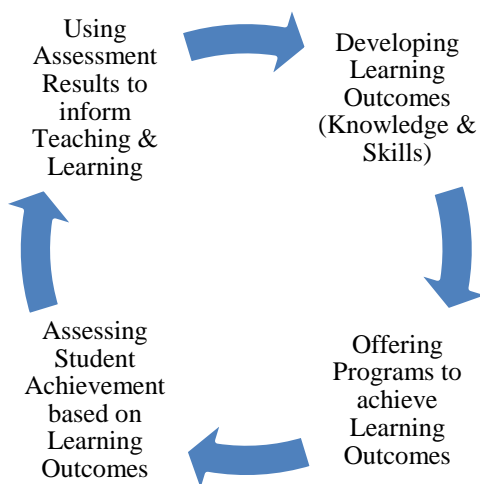 Using
Assessment
Results to
inform
Teaching &
Learning
Developing
Learning
Outcomes
(Knowledge &
Skills)
Offering
Programs to
achieve
Learning
Outcomes
Assessing
Student
Achievement
based on
Learning
Outcomes